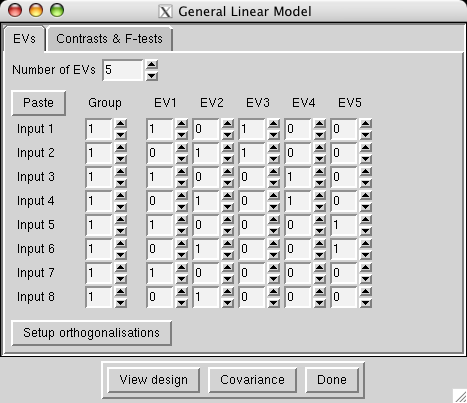 General Linear Model
EVs Contrasts & F-tests
Number of EVs 5
Paste Group EV1 EV2 EV3 EV4 EV5
Input 1 1 1 0 1 0 0
Input 2 1 0 1 1 0 0
Input 3 1 1 0 0 1 0
Input 4 1 0 1 0 1 0
Input 5 1 1 0 0 0 1
Input 6 1 0 1 0 0 1
Input 7 1 1 0 0 0 0
Input 8 1 0 1 0 0 0
Setup orthogonalisations
View design Covariance Done